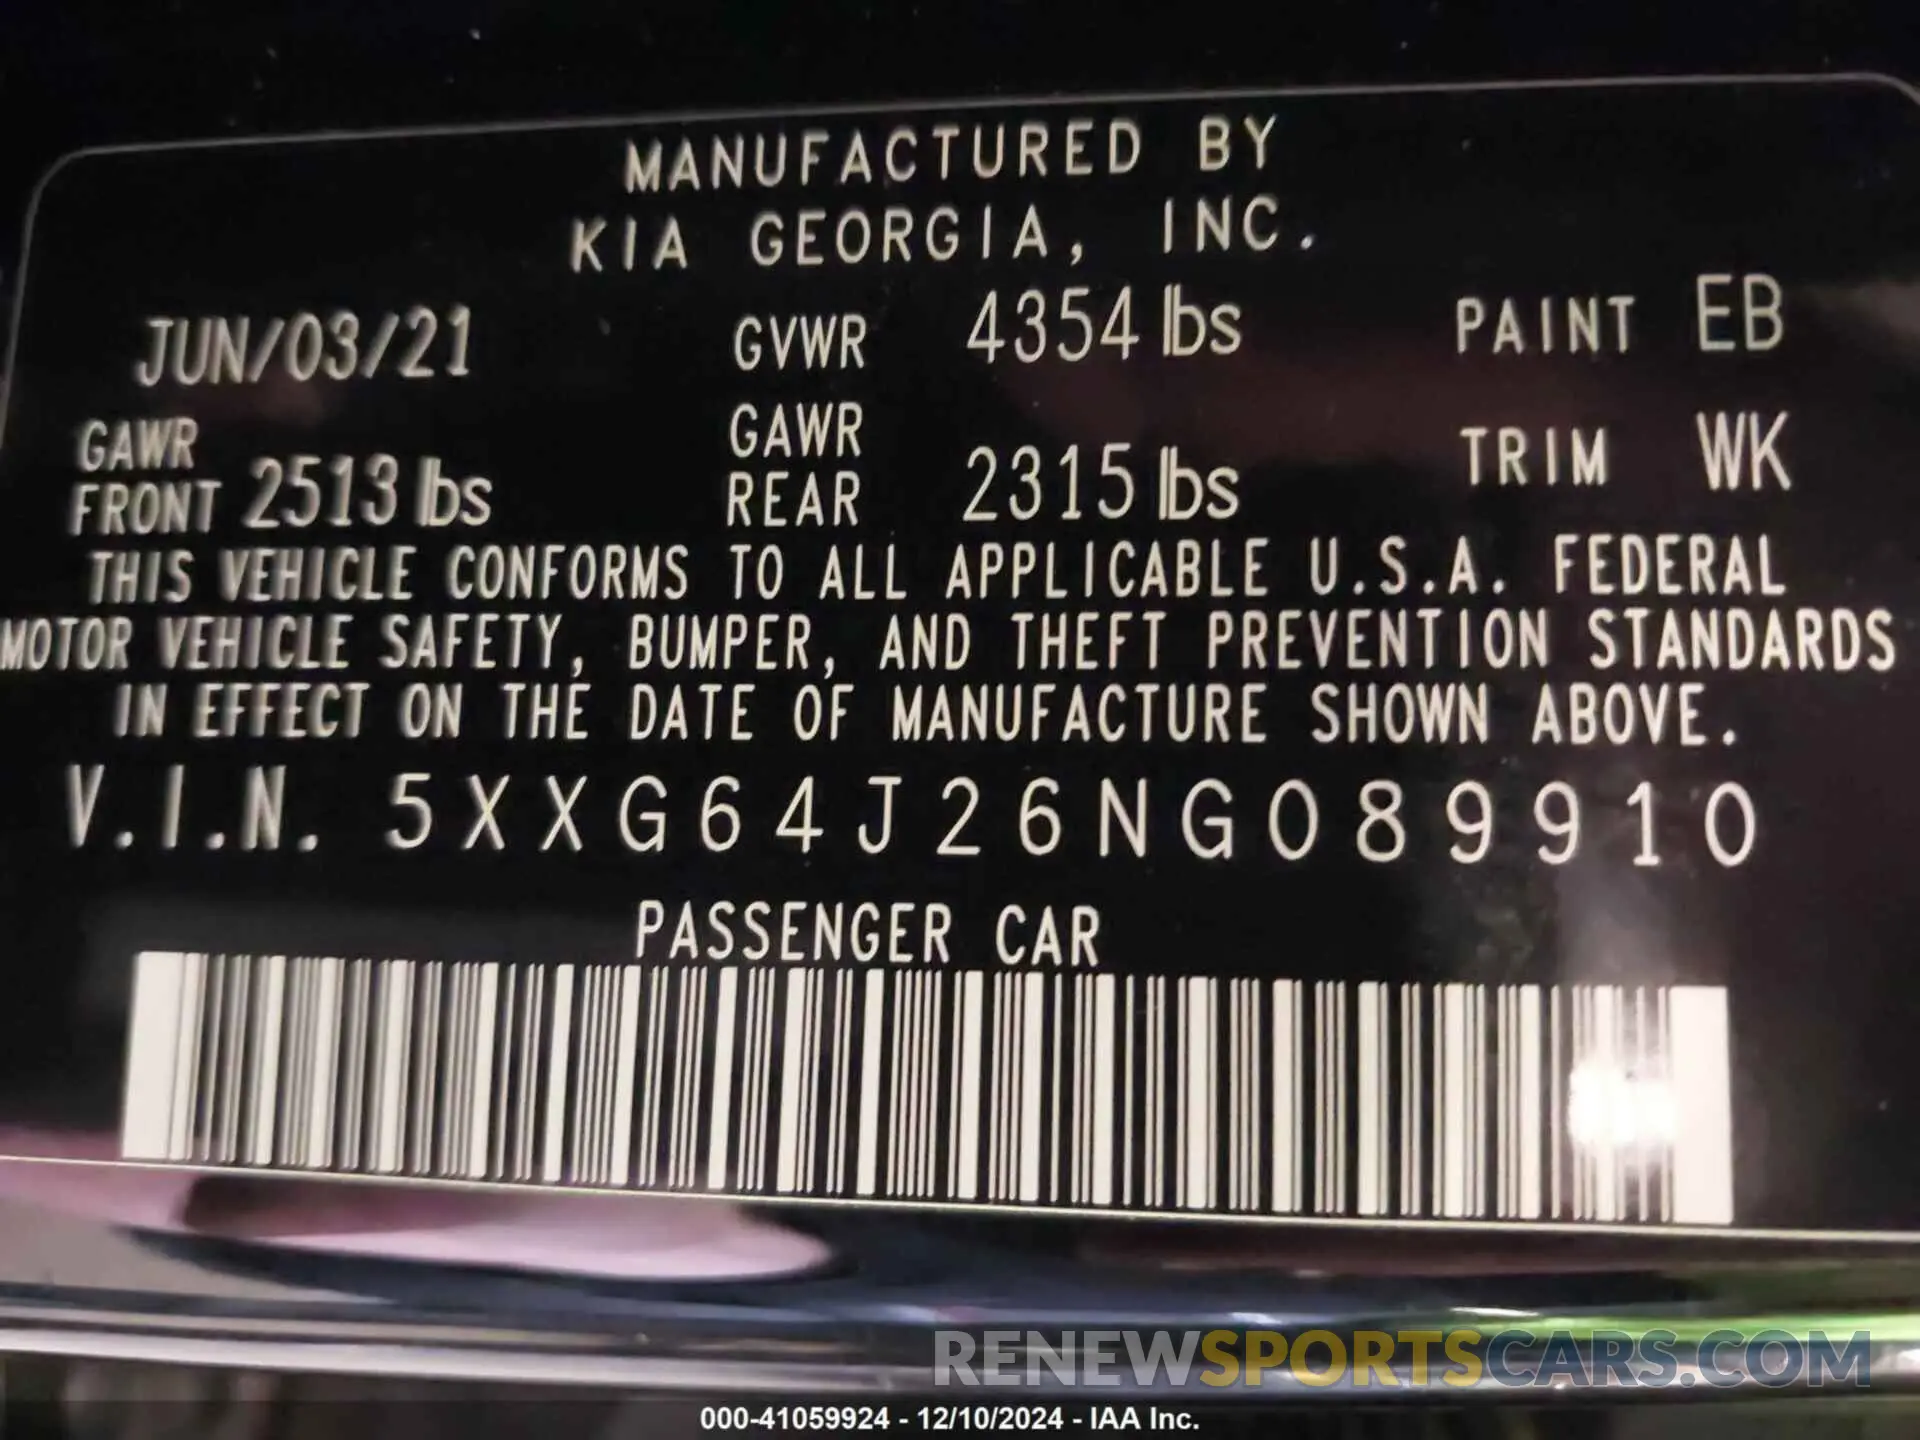 MANUFACTURED BY
KIA GEORGIA, INC.
JUN/03/21 GVWR 4354 lbs PAINT EB
GAWR FRONT 2513 lbs GAWR REAR 2315 lbs TRIM WK
THIS VEHICLE CONFORMS TO ALL APPLICABLE U.S.A. FEDERAL
MOTOR VEHICLE SAFETY, BUMPER, AND THEFT PREVENTION STANDARDS
IN EFFECT ON THE DATE OF MANUFACTURE SHOWN ABOVE.
V.I.N. 5XXG64J26NG089910
PASSENGER CAR
RENEWSPORTSCARS.COM
000-41059924 - 12/10/2024 - IAA Inc.